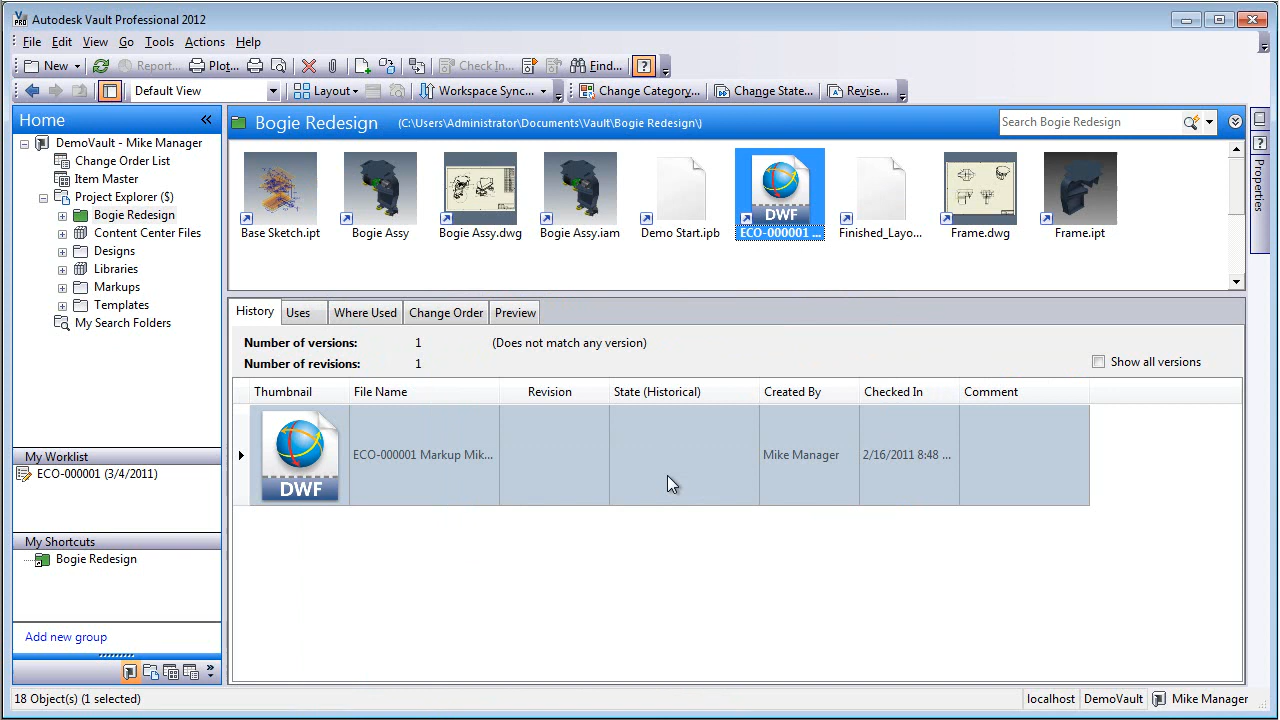 Autodesk Vault Professional 2012
File Edit View Go Tools Actions Help
New Report... Plot... Check In... Find...
Default View Layout Workspace Sync... Change Category... Change State... Revise...
Home
DemoVault - Mike Manager
Change Order List
Item Master
Project Explorer ($)
Bogie Redesign
Content Center Files
Designs
Libraries
Markups
Templates
My Search Folders
My Worklist
ECO-000001 (3/4/2011)
My Shortcuts
Bogie Redesign
Add new group
Bogie Redesign (C:\Users\Administrator\Documents\Vault\Bogie Redesign\) Search Bogie Redesign
DWF
Base Sketch.ipt Bogie Assy Bogie Assy.dwg Bogie Assy.iam Demo Start.ipb ECO-000001 ... Finished_Layo... Frame.dwg Frame.ipt
History Uses Where Used Change Order Preview
Number of versions: 1 (Does not match any version)
Number of revisions: 1 Show all versions
Thumbnail File Name Revision State (Historical) Created By Checked In Comment
ECO-000001 Markup Mik... Mike Manager 2/16/2011 8:48 ...
DWF
Properties
18 Object(s) (1 selected) localhost DemoVault Mike Manager